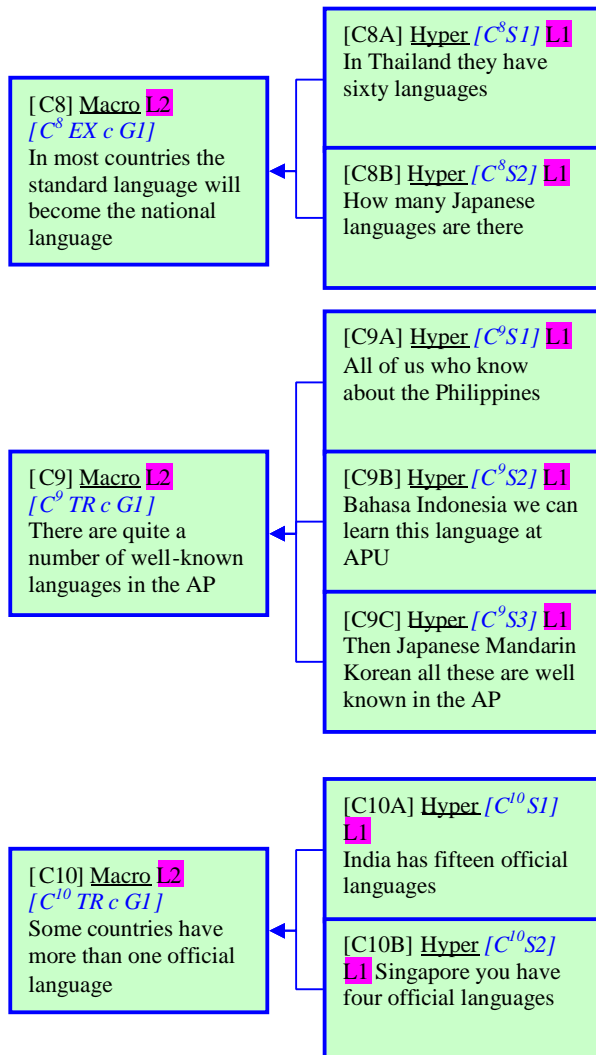 [C8A] Hyper [C⁸S1] L1
In Thailand they have
sixty languages
[C8] Macro L2
[C⁸ EX c G1]
In most countries the
standard language will
become the national
language
[C8B] Hyper [C⁸S2] L1
How many Japanese
languages are there
[C9A] Hyper [C⁹S1] L1
All of us who know
about the Philippines
[C9] Macro L2
[C⁹ TR c G1]
There are quite a
number of well-known
languages in the AP
[C9B] Hyper [C⁹S2] L1
Bahasa Indonesia we can
learn this language at
APU
[C9C] Hyper [C⁹S3] L1
Then Japanese Mandarin
Korean all these are well
known in the AP
[C10A] Hyper [C¹⁰S1]
L1
India has fifteen official
languages
[C10] Macro L2
[C¹⁰ TR c G1]
Some countries have
more than one official
language
[C10B] Hyper [C¹⁰S2]
L1 Singapore you have
four official languages